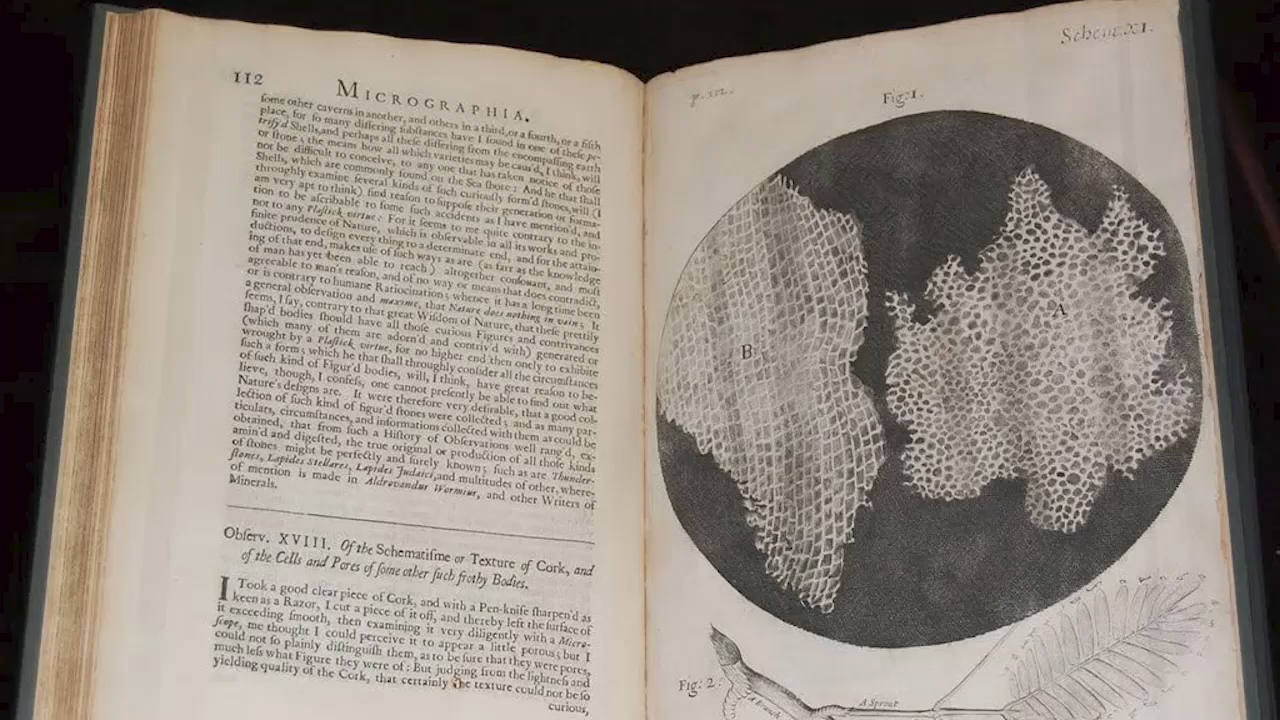 112
MICROGRAPHIA.
ſome other caverns in another, and others in a third, or a fourth, or a fifth
place, for ſo many differing ſubſtances have I found in one of theſe pe-
trify'd Shells, and perhaps all theſe differing from the encompaſſing earth
or ſtone; the means how all which varieties may be caus'd, I think, will
not be difficult to conceive, to any one that has taken notice of thoſe
Shells, which are commonly found on the Sea ſhore: And he that ſhall
throughly examine ſeveral kinds of ſuch curiouſly form'd ſtones, will (I
am very apt to think) find reaſon to ſuppoſe their generation or forma-
tion to be aſcribable to ſome ſuch accidents as I have mention'd, and
not to any Plaſtick virtue: For it ſeems to me quite contrary to the in-
finite prudence of Nature, which is obſervable in all its works and pro-
ductions, to deſign every thing to a determinate end, and for the attain-
ing of that end, makes uſe of ſuch ways as are (as farr as the knowledge
of man has yet been able to reach) altogether conſonant, and moſt
agreeable to man's reaſon, and of no way or means that does contradict,
or is contrary to humane Ratiocination; whence it has a long time been
a general obſervation and maxime, that Nature does nothing in vain; It
ſeems, I ſay, contrary to that great Wiſdom of Nature, that theſe prettily
ſhap'd bodies ſhould have all thoſe curious Figures and contrivances
(which many of them are adorn'd and contriv'd with) generated or
wrought by a Plaſtick virtue, for no higher end then onely to exhibite
ſuch a form; which he that ſhall throughly conſider all the circumſtances
of ſuch kind of Figur'd bodies, will, I think, have great reaſon to be-
lieve, though, I confeſs, one cannot preſently be able to find out what
Nature's deſigns are. It were therefore very deſirable, that a good col-
lection of ſuch kind of figur'd ſtones were collected; and as many par-
ticulars, circumſtances, and informations collected with them as could be
obtained, that from ſuch a Hiſtory of Obſervations well rang'd, ex-
amin'd and digeſted, the true original or production of all thoſe kinds
of ſtones might be perfectly and ſurely known; ſuch as are Thunder-
ſtones, Lapides Stellares, Lapides Judaici, and multitudes of other, where-
of mention is made in Aldrovandus Wormius, and other Writers of
Minerals.
Obſerv. XVIII. Of the Schematiſme or Texture of Cork, and
of the Cells and Pores of ſome other ſuch frothy Bodies.
I Took a good clear piece of Cork, and with a Pen-knife ſharpen'd as
keen as a Razor, I cut a piece of it off, and thereby left the ſurface of
it exceeding ſmooth, then examining it very diligently with a Micro-
ſcope, me thought I could perceive it to appear a little porous; but I
could not ſo plainly diſtinguiſh them, as to be ſure that they were pores,
much leſs what Figure they were of: But judging from the lightneſs and
yielding quality of the Cork, that certainly the texture could not be ſo
curious,
Schem: XI.
Fig: 1.
B
A
Fig: 2.
A Branch
A Sprout